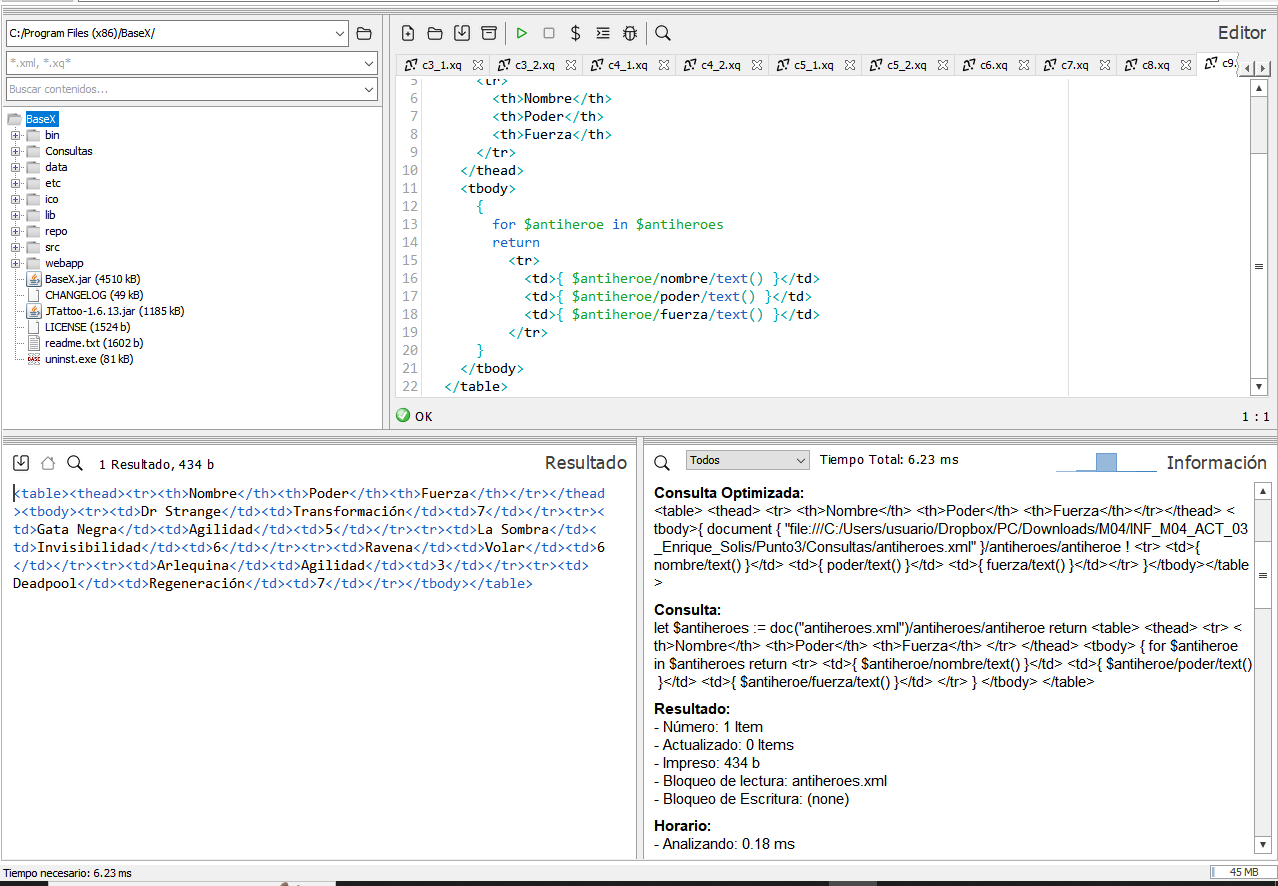 C:/Program Files (x86)/BaseX/
*.xml, *.xq*
Buscar contenidos...
BaseX
bin
Consultas
data
etc
ico
lib
repo
src
webapp
BaseX.jar (4510 kB)
CHANGELOG (49 kB)
JTattoo-1.6.13.jar (1185 kB)
LICENSE (1524 b)
readme.txt (1602 b)
uninst.exe (81 kB)
Editor
c3_1.xq c3_2.xq c4_1.xq c4_2.xq c5_1.xq c5_2.xq c6.xq c7.xq c8.xq c9.
5 <tr>
6 <th>Nombre</th>
7 <th>Poder</th>
8 <th>Fuerza</th>
9 </tr>
10 </thead>
11 <tbody>
12 {
13 for $antiheroe in $antiheroes
14 return
15 <tr>
16 <td>{ $antiheroe/nombre/text() }</td>
17 <td>{ $antiheroe/poder/text() }</td>
18 <td>{ $antiheroe/fuerza/text() }</td>
19 </tr>
20 }
21 </tbody>
22 </table>
OK 1 : 1
1 Resultado, 434 b Resultado
<table><thead><tr><th>Nombre</th><th>Poder</th><th>Fuerza</th></tr></thead
><tbody><tr><td>Dr Strange</td><td>Transformación</td><td>7</td></tr><tr><
td>Gata Negra</td><td>Agilidad</td><td>5</td></tr><tr><td>La Sombra</td><
td>Invisibilidad</td><td>6</td></tr><tr><td>Ravena</td><td>Volar</td><td>6
</td></tr><tr><td>Arlequina</td><td>Agilidad</td><td>3</td></tr><tr><td>
Deadpool</td><td>Regeneración</td><td>7</td></tr></tbody></table>
Todos Tiempo Total: 6.23 ms Información
Consulta Optimizada:
<table> <thead> <tr> <th>Nombre</th> <th>Poder</th> <th>Fuerza</th></tr></thead> <
tbody>{ document { "file:///C:/Users/usuario/Dropbox/PC/Downloads/M04/INF_M04_ACT_03
_Enrique_Solis/Punto3/Consultas/antiheroes.xml" }/antiheroes/antiheroe ! <tr> <td>{
nombre/text() }</td> <td>{ poder/text() }</td> <td>{ fuerza/text() }</td></tr> }</tbody></table
>
Consulta:
let $antiheroes := doc("antiheroes.xml")/antiheroes/antiheroe return <table> <thead> <tr> <
th>Nombre</th> <th>Poder</th> <th>Fuerza</th> </tr> </thead> <tbody> { for $antiheroe
in $antiheroes return <tr> <td>{ $antiheroe/nombre/text() }</td> <td>{ $antiheroe/poder/text()
}</td> <td>{ $antiheroe/fuerza/text() }</td> </tr> } </tbody> </table>
Resultado:
- Número: 1 Item
- Actualizado: 0 Items
- Impreso: 434 b
- Bloqueo de lectura: antiheroes.xml
- Bloqueo de Escritura: (none)
Horario:
- Analizando: 0.18 ms
Tiempo necesario: 6.23 ms 45 MB